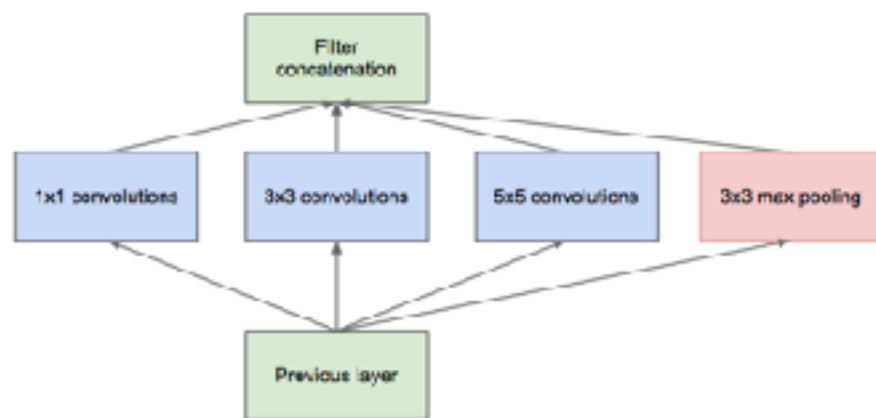 Filter
concatenation
1x1 convolutions
3x3 convolutions
5x5 convolutions
3x3 max pooling
Previous layer